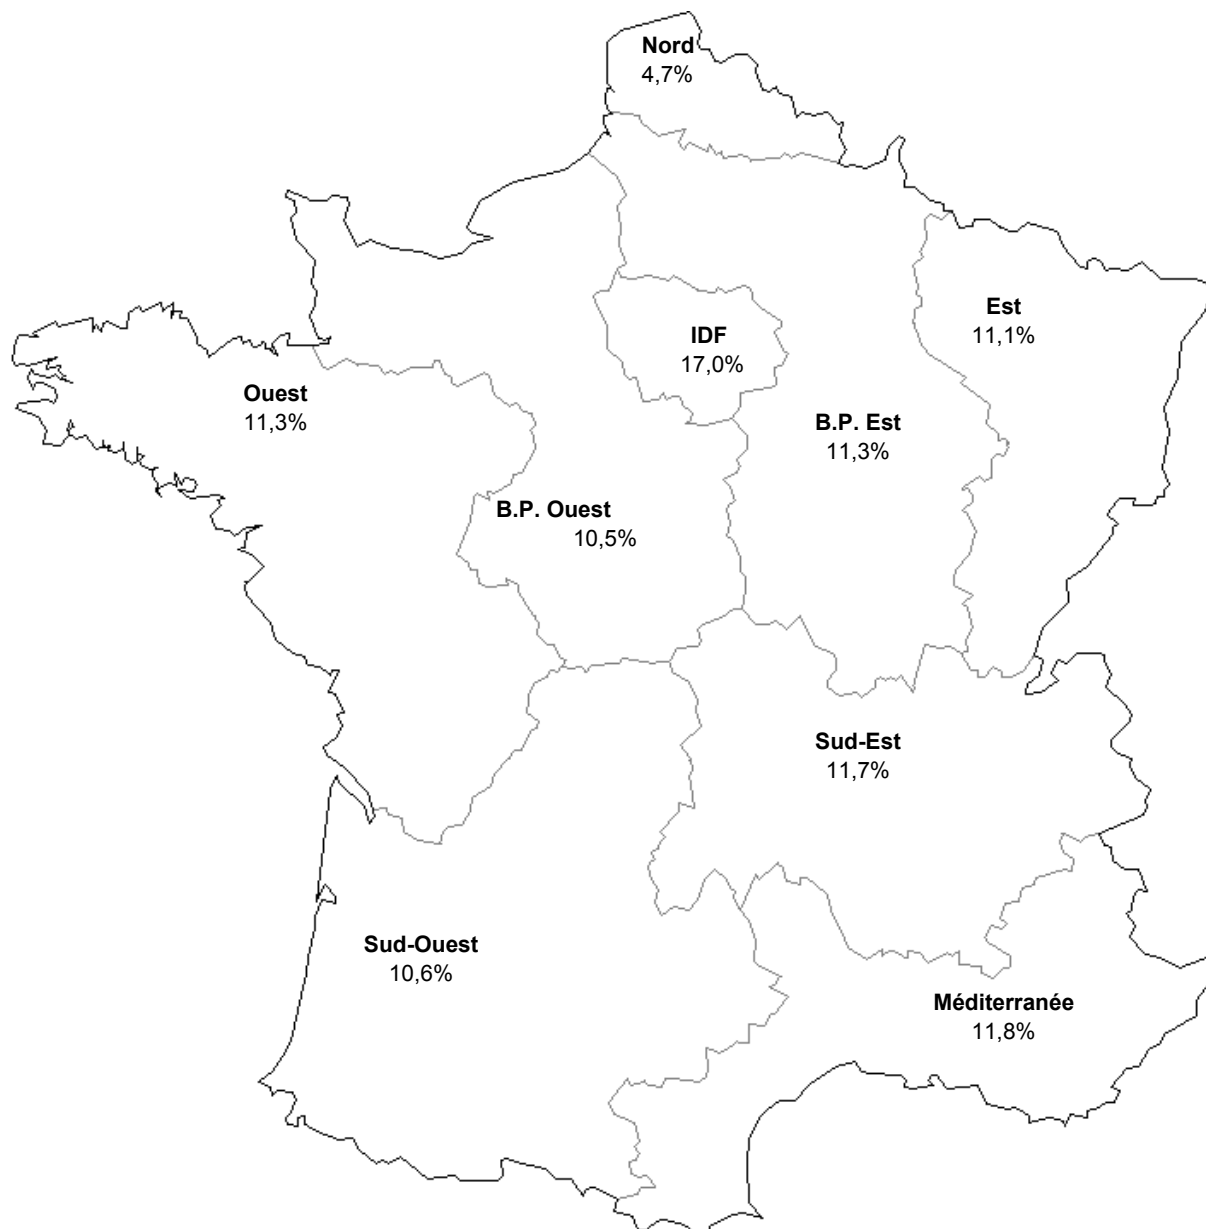 Nord
4,7%
Est
11,1%
IDF
17,0%
Ouest
11,3%
B.P. Est
11,3%
B.P. Ouest
10,5%
Sud-Est
11,7%
Sud-Ouest
10,6%
Méditerranée
11,8%